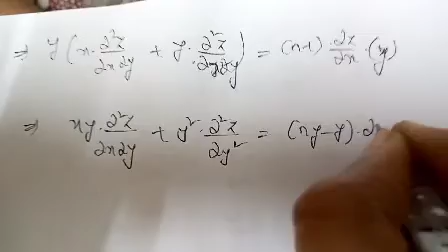 ⇒ y (x · ∂²z/∂x∂y + y · ∂²z/∂y) = (n-1) · ∂z/∂x · (y)
⇒ xy · ∂²z/∂x∂y + y² · ∂²z/∂y² = (ny-y) · ∂